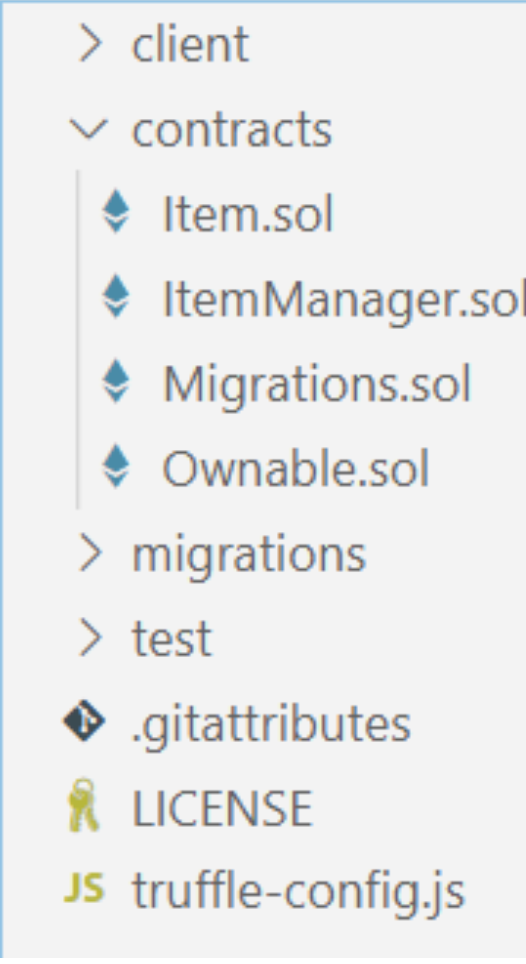 client
contracts
Item.sol
ItemManager.sol
Migrations.sol
Ownable.sol
migrations
test
.gitattributes
LICENSE
JS truffle-config.js